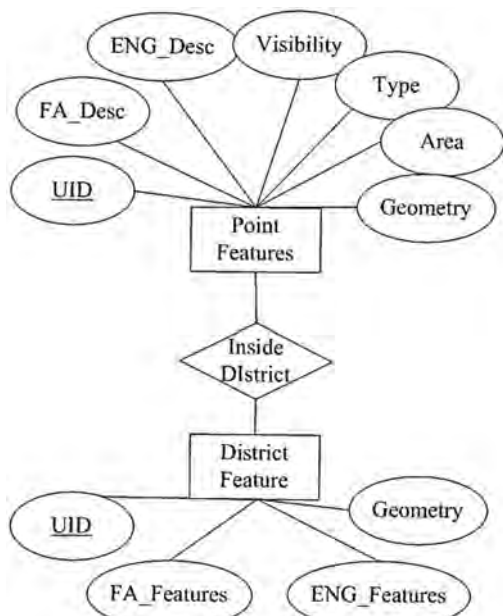 ENG_Desc
Visibility
Type
FA_Desc
Area
UID
Geometry
Point
Features
Inside
DIstrict
District
Feature
Geometry
UID
FA_Features
ENG_Features